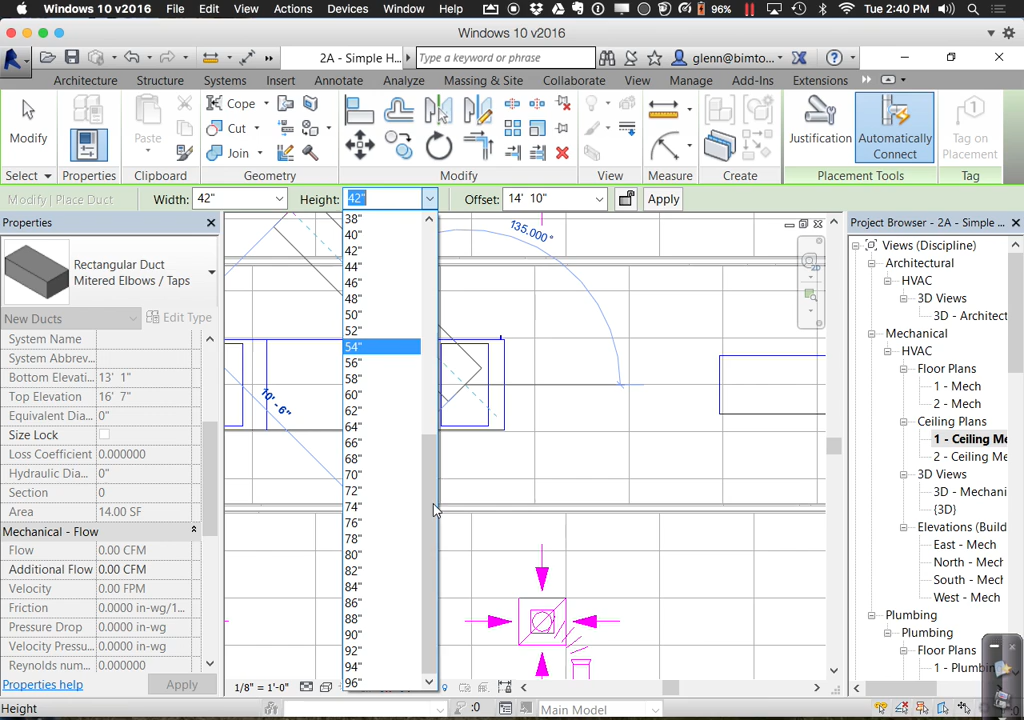 Windows 10 v2016 File Edit View Actions Devices Window Help 96% Tue 2:40 PM
Windows 10 v2016
2A - Simple H... Type a keyword or phrase glenn@bimto...
Architecture Structure Systems Insert Annotate Analyze Massing & Site Collaborate View Manage Add-Ins Extensions
Modify Paste Cope Cut Join Justification Automatically Connect Tag on Placement
Select Properties Clipboard Geometry Modify View Measure Create Placement Tools Tag
Modify | Place Duct Width: 42" Height: 42" Offset: 14' 10" Apply
Properties
Rectangular Duct
Mitered Elbows / Taps
New Ducts Edit Type
System Name
System Abbrev...
Bottom Elevati... 13' 1"
Top Elevation 16' 7"
Equivalent Dia... 0"
Size Lock
Loss Coefficient 0.000000
Hydraulic Dia... 0"
Section 0
Area 14.00 SF
Mechanical - Flow
Flow 0.00 CFM
Additional Flow 0.00 CFM
Velocity 0.00 FPM
Friction 0.0000 in-wg/1...
Pressure Drop 0.0000 in-wg
Velocity Pressu... 0.0000 in-wg
Reynolds num... 0.000000
Properties help Apply
38"
40"
42"
44"
46"
48"
50"
52"
54"
56"
58"
60"
62"
64"
66"
68"
70"
72"
74"
76"
78"
80"
82"
84"
86"
88"
90"
92"
94"
96"
135.000°
10' - 6"
2D
1/8" = 1'-0"
Project Browser - 2A - Simple ...
Views (Discipline)
Architectural
HVAC
3D Views
3D - Architect
Mechanical
HVAC
Floor Plans
1 - Mech
2 - Mech
Ceiling Plans
1 - Ceiling Me
2 - Ceiling Me
3D Views
3D - Mechani
{3D}
Elevations (Build
East - Mech
North - Mech
South - Mech
West - Mech
Plumbing
Plumbing
Floor Plans
1 - Plumbin
Height :0 Main Model